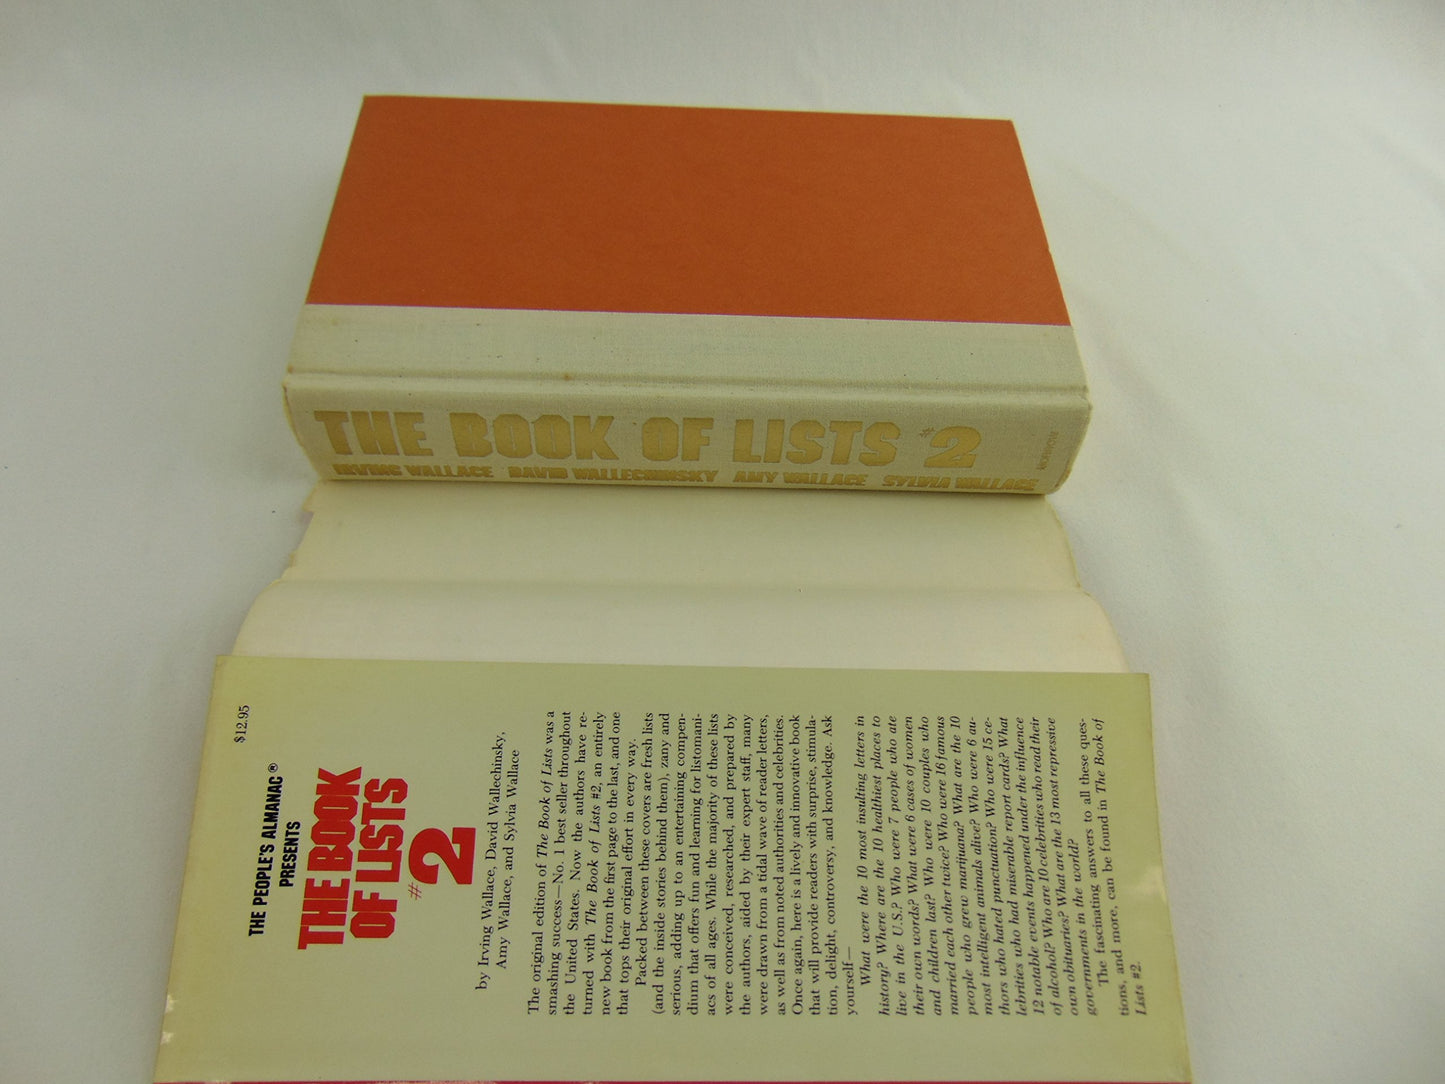 THE BOOK OF LISTS #2
IRVING WALLACE DAVID WALLECHINSKY AMY WALLACE SYLVIA WALLACE
MORROW
$12.95
THE PEOPLE'S ALMANAC®
PRESENTS
THE BOOK
OF LISTS
#2
by Irving Wallace, David Wallechinsky,
Amy Wallace, and Sylvia Wallace
The original edition of The Book of Lists was a
smashing success—No. 1 best seller throughout
the United States. Now the authors have re-
turned with The Book of Lists #2, an entirely
new book from the first page to the last, and one
that tops their original effort in every way.
Packed between these covers are fresh lists
(and the inside stories behind them), zany and
serious, adding up to an entertaining compen-
dium that offers fun and learning for listomani-
acs of all ages. While the majority of these lists
were conceived, researched, and prepared by
the authors, aided by their expert staff, many
were drawn from a tidal wave of reader letters,
as well as from noted authorities and celebrities.
Once again, here is a lively and innovative book
that will provide readers with surprise, stimula-
tion, delight, controversy, and knowledge. Ask
yourself—
What were the 10 most insulting letters in
history? Where are the 10 healthiest places to
live in the U.S.? Who were 7 people who ate
their own words? What were 6 cases of women
and children last? Who were 10 couples who
married each other twice? Who were 16 famous
people who grew marijuana? What are the 10
most intelligent animals alive? Who were 6 au-
thors who hated punctuation? Who were 15 ce-
lebrities who had miserable report cards? What
12 notable events happened under the influence
of alcohol? Who are 10 celebrities who read their
own obituaries? What are the 13 most repressive
governments in the world?
The fascinating answers to all these ques-
tions, and more, can be found in The Book of
Lists #2.